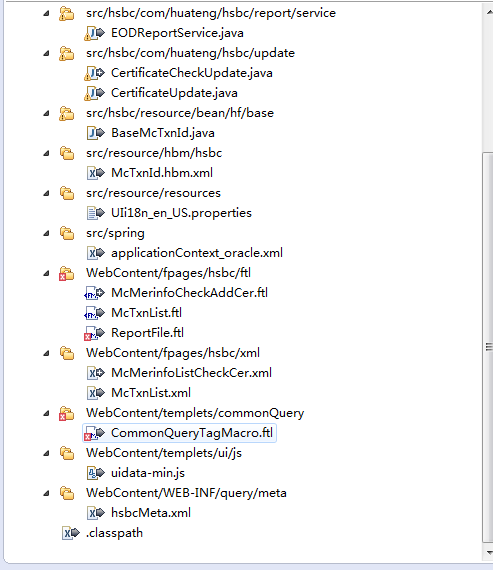 src/hsbc/com/huateng/hsbc/report/service
EODReportService.java
src/hsbc/com/huateng/hsbc/update
CertificateCheckUpdate.java
CertificateUpdate.java
src/hsbc/resource/bean/hf/base
BaseMcTxnId.java
src/resource/hbm/hsbc
McTxnId.hbm.xml
src/resource/resources
UIi18n_en_US.properties
src/spring
applicationContext_oracle.xml
WebContent/fpages/hsbc/ftl
McMerinfoCheckAddCer.ftl
McTxnList.ftl
ReportFile.ftl
WebContent/fpages/hsbc/xml
McMerinfoListCheckCer.xml
McTxnList.xml
WebContent/templets/commonQuery
CommonQueryTagMacro.ftl
WebContent/templets/ui/js
uidata-min.js
WebContent/WEB-INF/query/meta
hsbcMeta.xml
.classpath